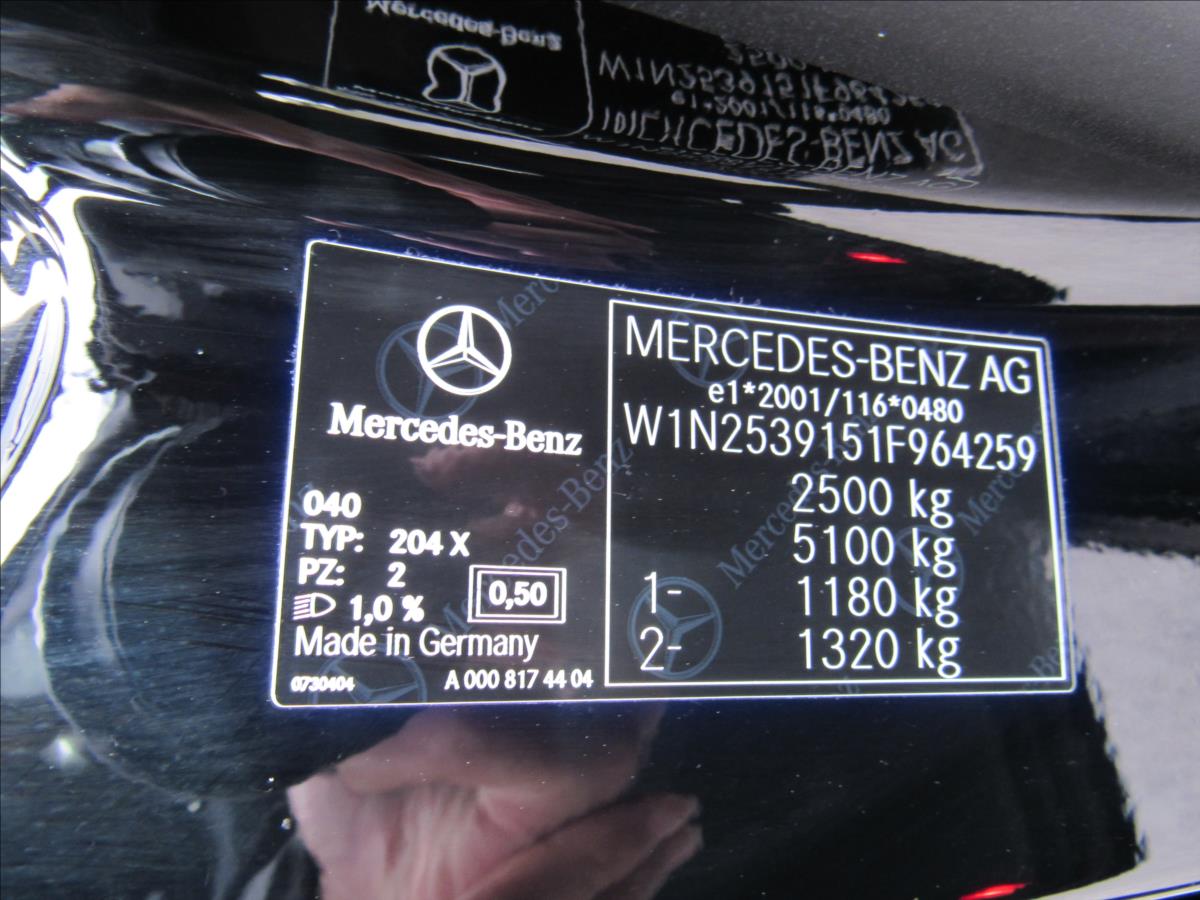 Mercedes-Benz
040
TYP: 204 X
PZ: 2
1,0 %
0,50
Made in Germany
0730404
A 000 817 44 04
MERCEDES-BENZ AG
e1*2001/116*0480
W1N2539151F964259
2500 kg
5100 kg
1- 1180 kg
2- 1320 kg